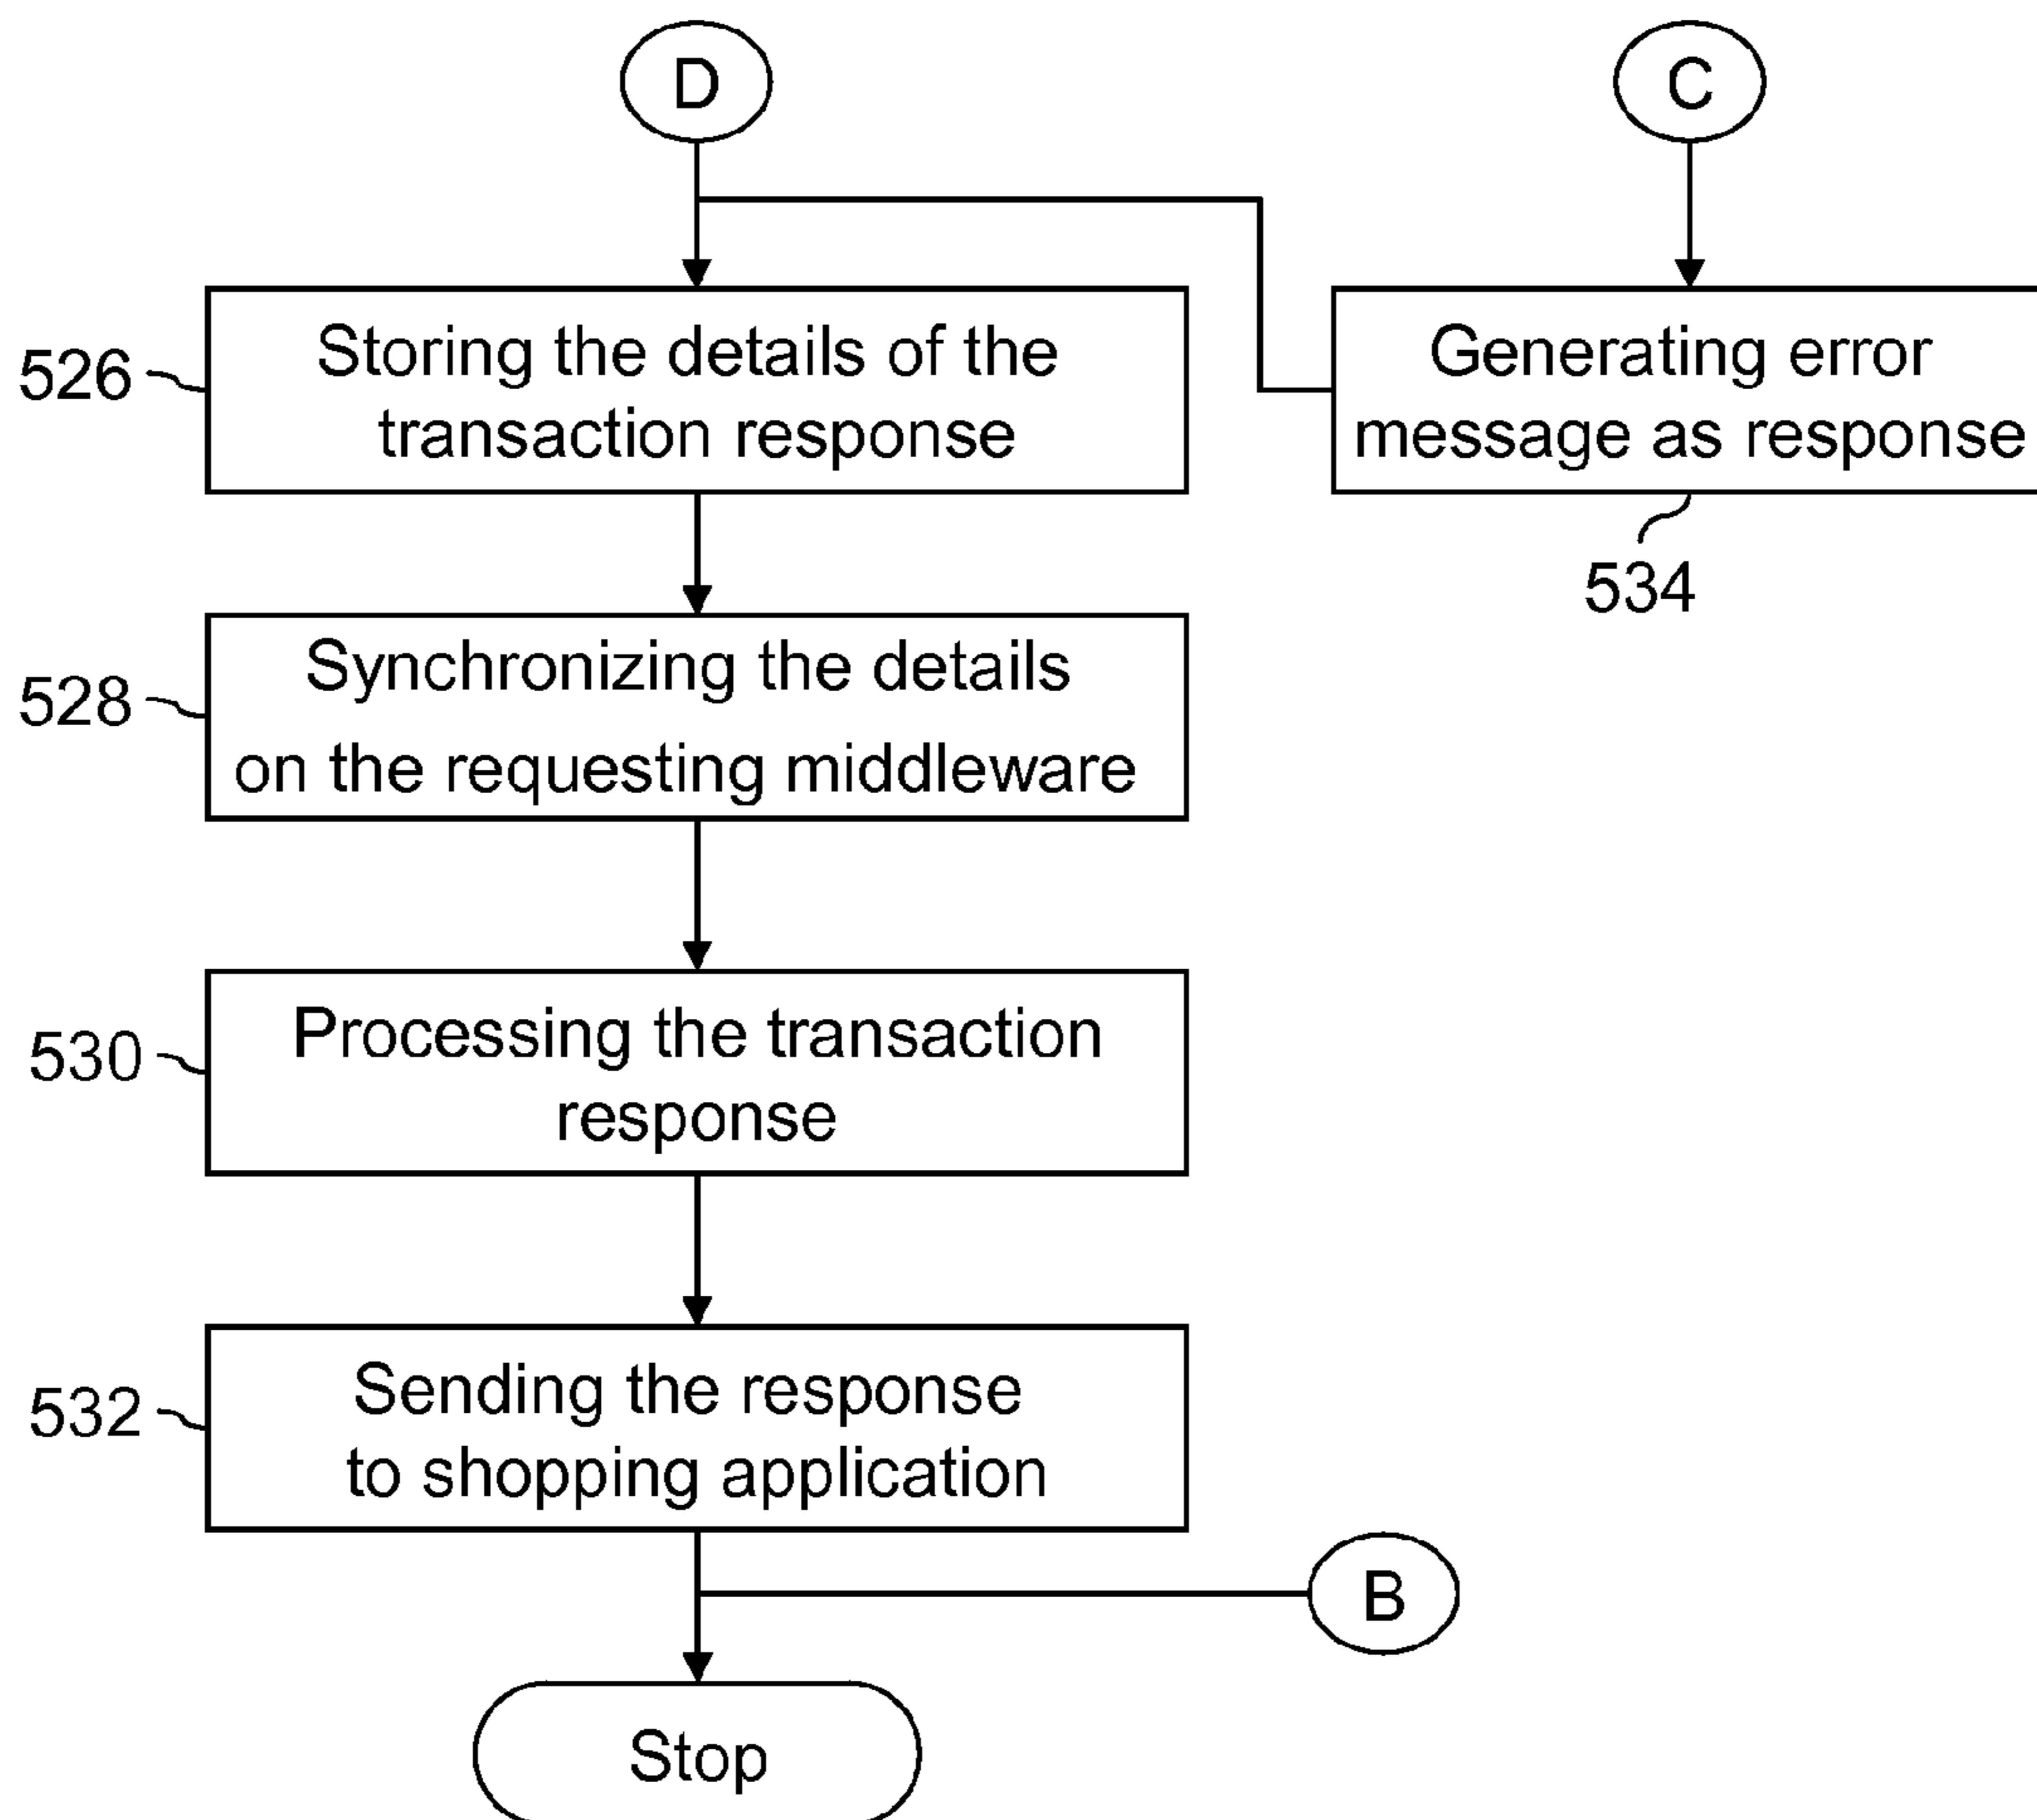 D
C
526
Storing the details of the
transaction response
Generating error
message as response
534
528
Synchronizing the details
on the requesting middleware
530
Processing the transaction
response
532
Sending the response
to shopping application
B
Stop